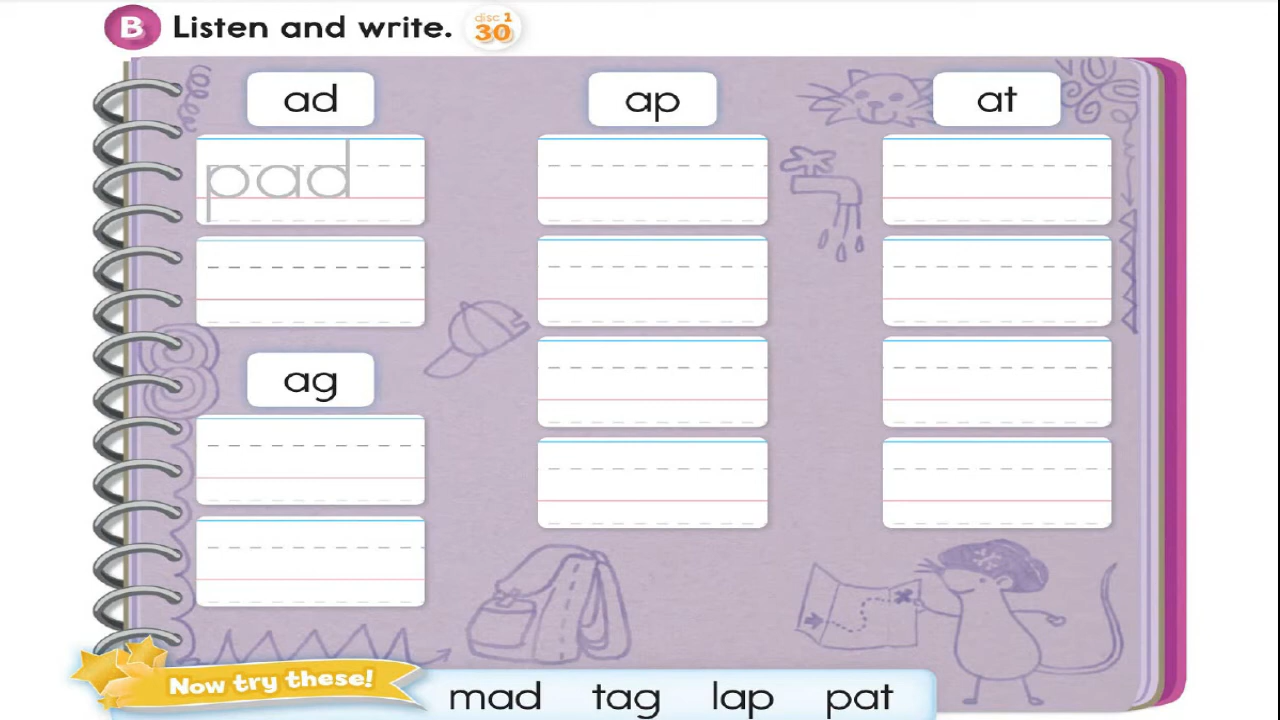 B Listen and write. disc 1 30
ad ap at
pad
ag
Now try these! mad tag lap pat